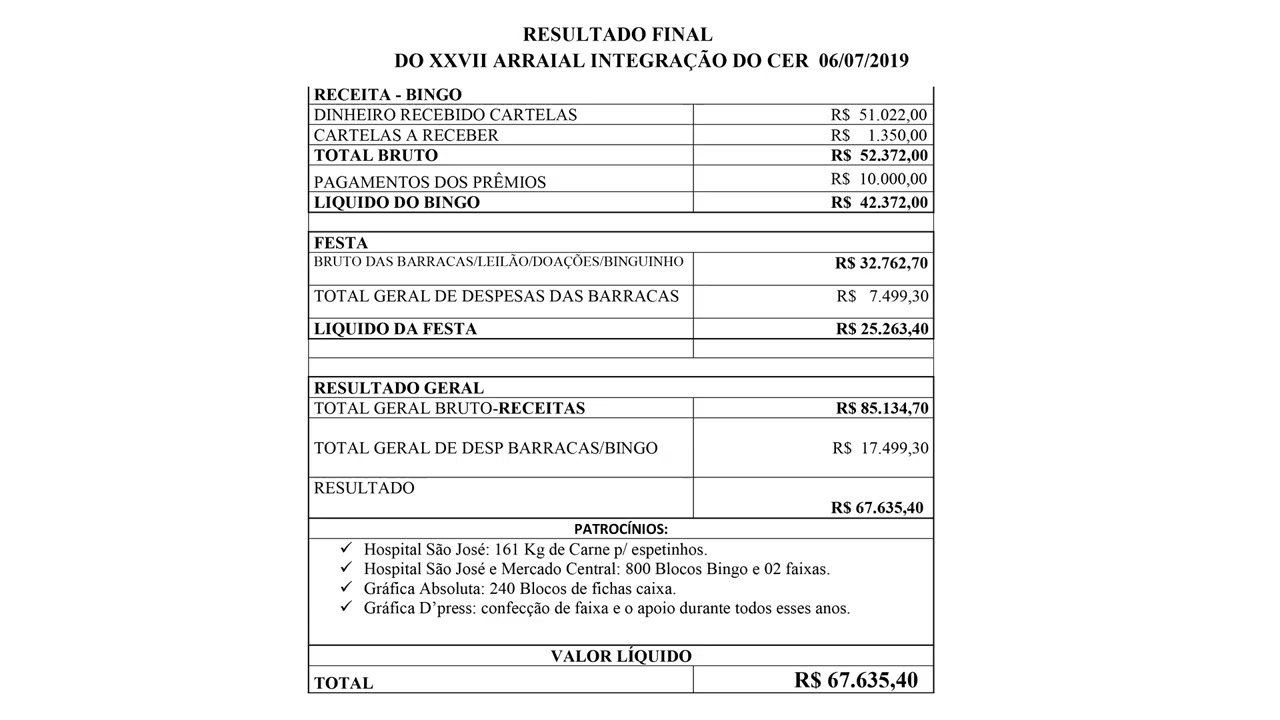 RESULTADO FINAL
DO XXVII ARRAIAL INTEGRAÇÃO DO CER 06/07/2019
RECEITA - BINGO
DINHEIRO RECEBIDO CARTELAS R$ 51.022,00
CARTELAS A RECEBER R$ 1.350,00
TOTAL BRUTO R$ 52.372,00
PAGAMENTOS DOS PRÊMIOS R$ 10.000,00
LIQUIDO DO BINGO R$ 42.372,00
FESTA
BRUTO DAS BARRACAS/LEILÃO/DOAÇÕES/BINGUINHO R$ 32.762,70
TOTAL GERAL DE DESPESAS DAS BARRACAS R$ 7.499,30
LIQUIDO DA FESTA R$ 25.263,40
RESULTADO GERAL
TOTAL GERAL BRUTO-RECEITAS R$ 85.134,70
TOTAL GERAL DE DESP BARRACAS/BINGO R$ 17.499,30
RESULTADO
R$ 67.635,40
PATROCÍNIOS:
✓ Hospital São José: 161 Kg de Carne p/ espetinhos.
✓ Hospital São José e Mercado Central: 800 Blocos Bingo e 02 faixas.
✓ Gráfica Absoluta: 240 Blocos de fichas caixa.
✓ Gráfica D’press: confecção de faixa e o apoio durante todos esses anos.
VALOR LÍQUIDO
TOTAL R$ 67.635,40